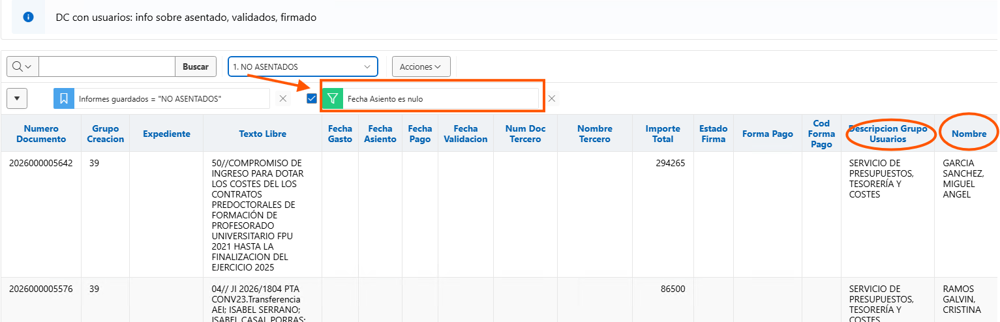 DC con usuarios: info sobre asentado, validados, firmado
Buscar
1. NO ASENTADOS
Acciones
Informes guardados = "NO ASENTADOS"
Fecha Asiento es nulo
Numero Documento
Grupo Creacion
Expediente
Texto Libre
Fecha Gasto
Fecha Asiento
Fecha Pago
Fecha Validacion
Num Doc Tercero
Nombre Tercero
Importe Total
Estado Firma
Forma Pago
Cod Forma Pago
Descripcion Grupo Usuarios
Nombre
2026000005642
39
50//COMPROMISO DE
INGRESO PARA DOTAR
LOS COSTES DEL LOS
CONTRATOS
PREDOCTORALES DE
FORMACIÓN DE
PROFESORADO
UNIVERSITARIO FPU
2021 HASTA LA
FINALIZACION DEL
EJERCICIO 2025
294265
SERVICIO DE
PRESUPUESTOS,
TESORERÍA Y
COSTES
GARCIA
SANCHEZ,
MIGUEL
ANGEL
2026000005576
39
04// JI 2026/1804 PTA
CONV23.Transferencia
AEI; ISABEL SERRANO;
ISABEL CASAL PORRAS;
86500
SERVICIO DE
PRESUPUESTOS,
TESORERÍA Y
COSTES
RAMOS
GALVIN,
CRISTINA